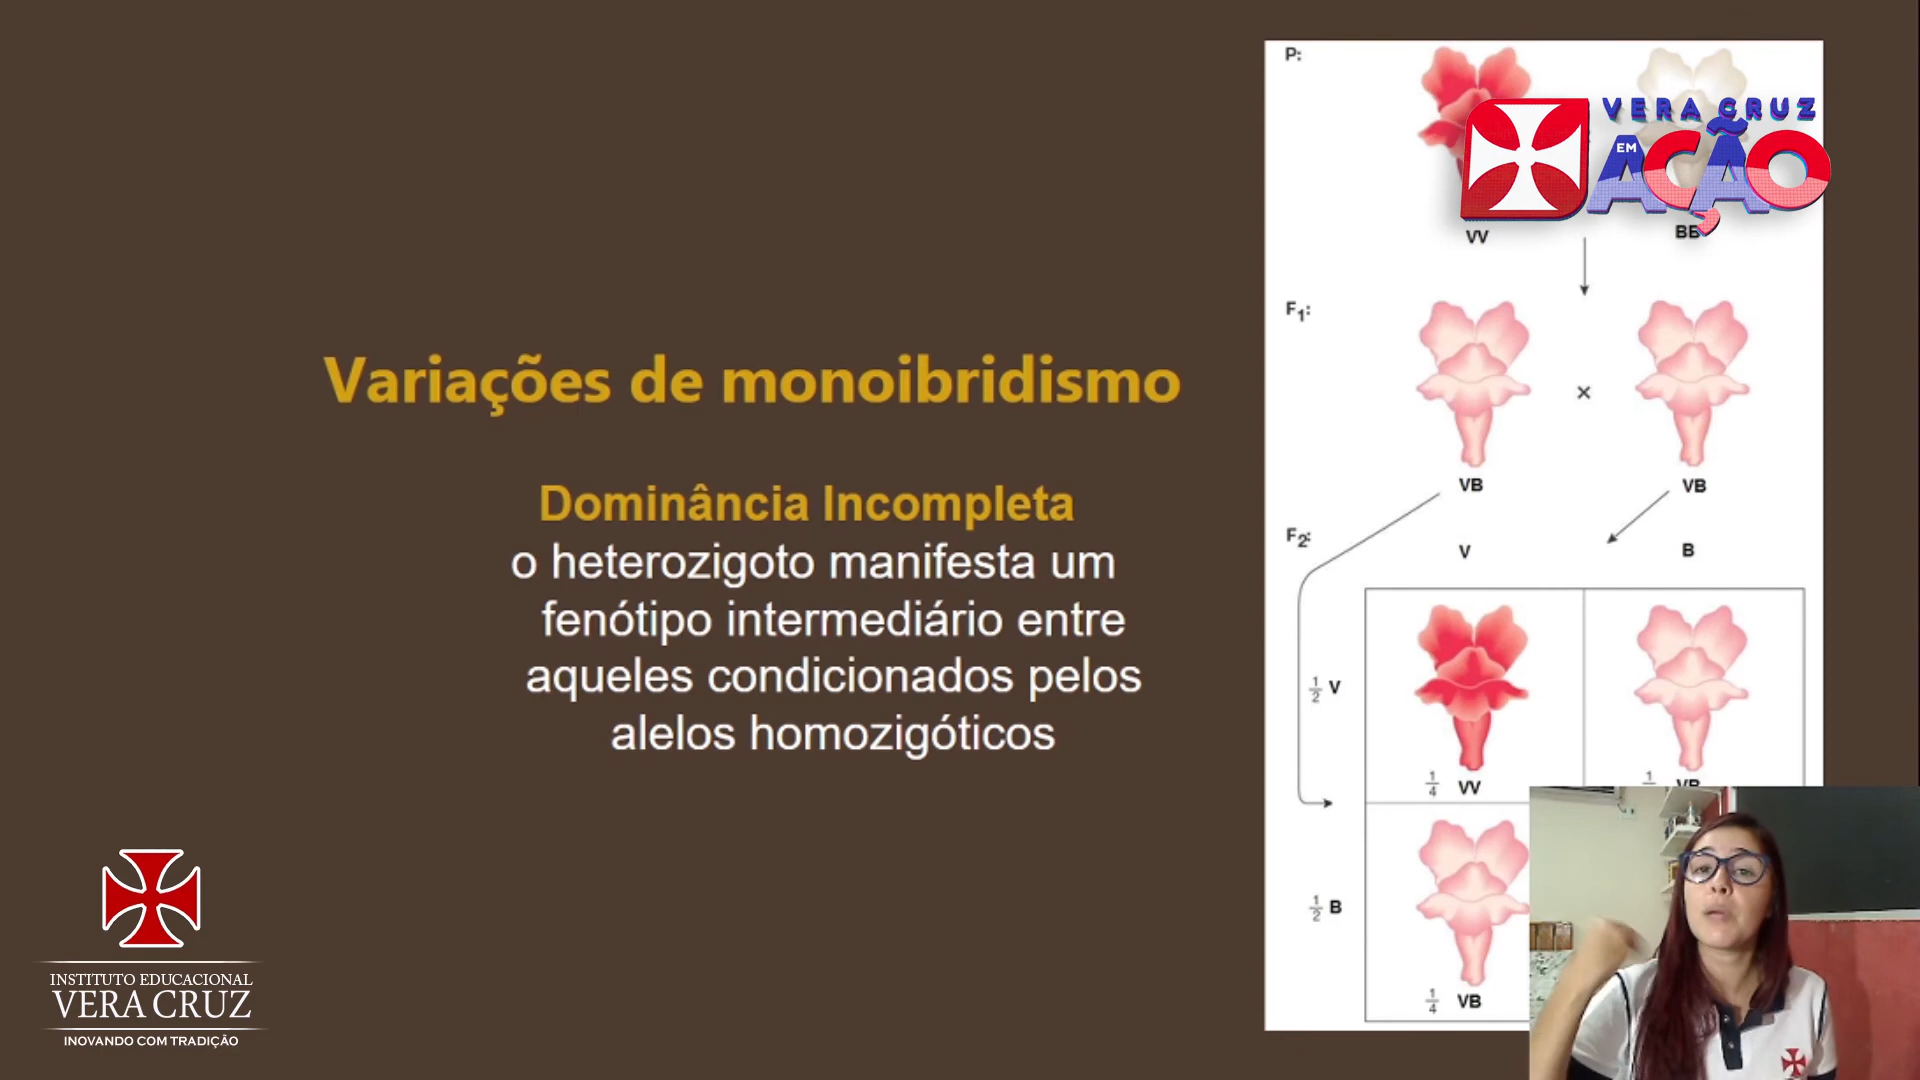 P:
VERA CRUZ
EM
AÇÃO
VV
BB
F1:
Variações de monoibridismo
×
VB
VB
Dominância Incompleta
o heterozigoto manifesta um
fenótipo intermediário entre
aqueles condicionados pelos
alelos homozigóticos
F2:
V
B
1/2 V
1/4 VV
VB
1/2 B
1/4 VB
INSTITUTO EDUCACIONAL
VERA CRUZ
INOVANDO COM TRADIÇÃO